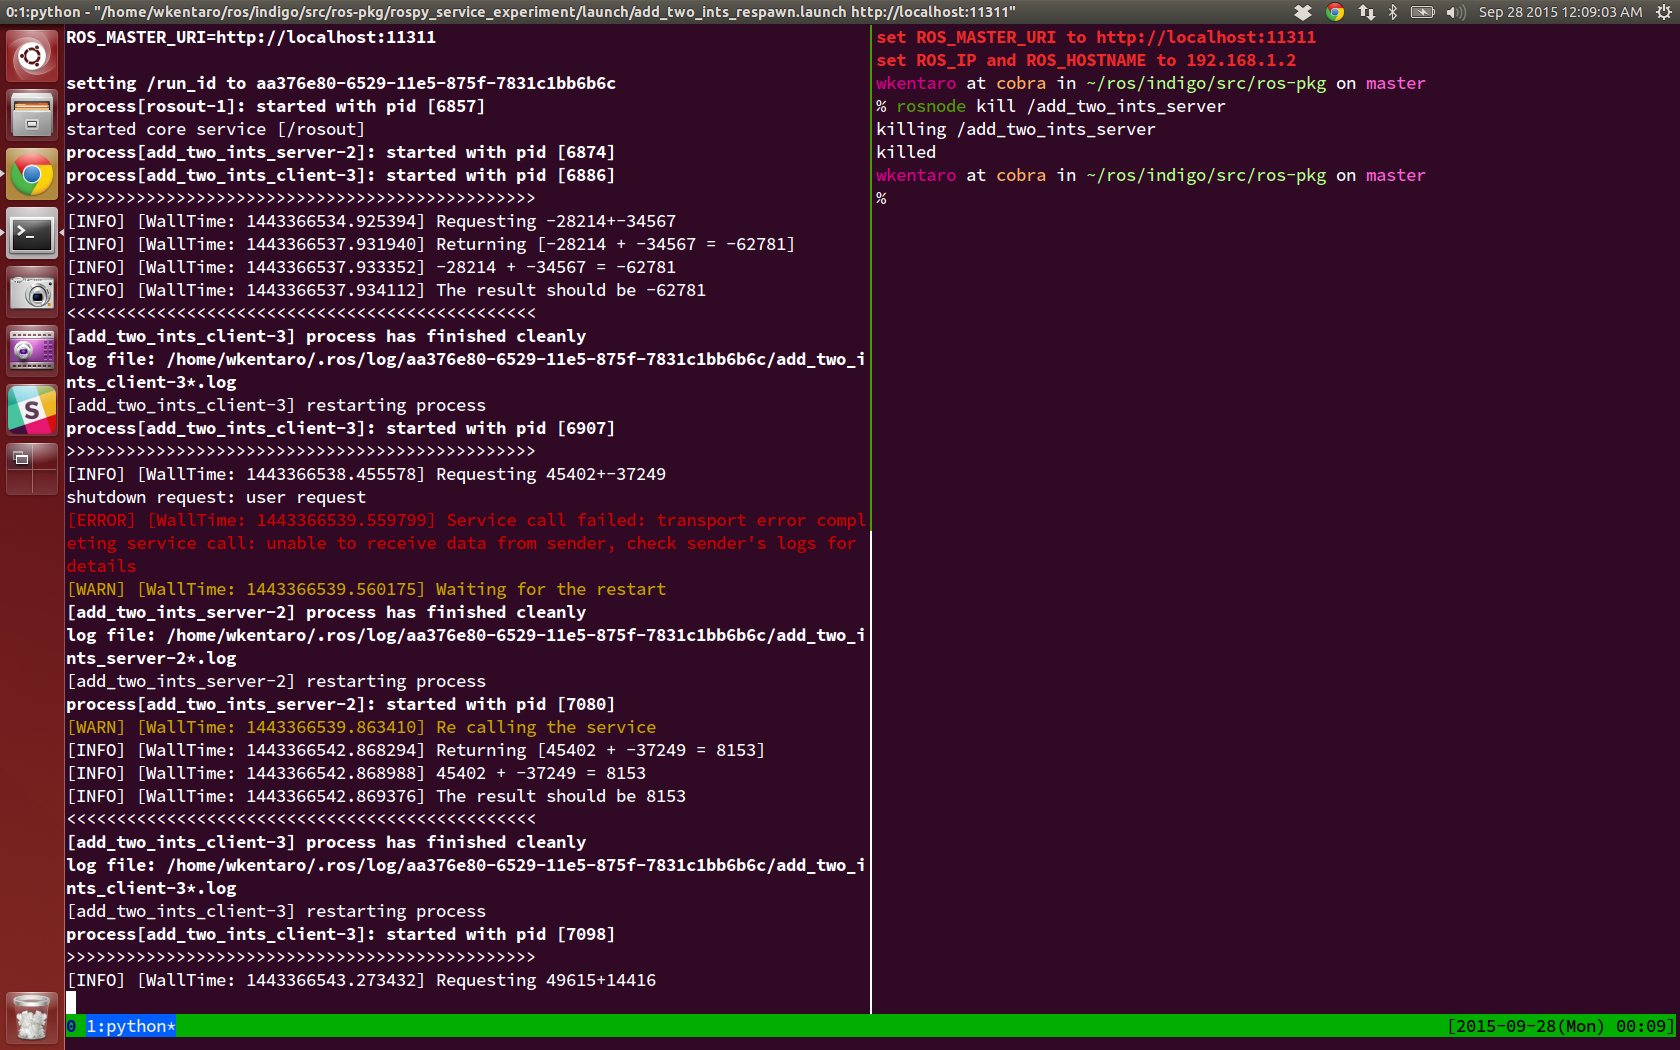 0:1:python - "/home/wkentaro/ros/indigo/src/ros-pkg/rospy_service_experiment/launch/add_two_ints_respawn.launch http://localhost:11311"
Sep 28 2015 12:09:03 AM
ROS_MASTER_URI=http://localhost:11311
setting /run_id to aa376e80-6529-11e5-875f-7831c1bb6b6c
process[rosout-1]: started with pid [6857]
started core service [/rosout]
process[add_two_ints_server-2]: started with pid [6874]
process[add_two_ints_client-3]: started with pid [6886]
>>>>>>>>>>>>>>>>>>>>>>>>>>>>>>>>>>>>>>>>>>>>>>>
[INFO] [WallTime: 1443366534.925394] Requesting -28214+-34567
[INFO] [WallTime: 1443366537.931940] Returning [-28214 + -34567 = -62781]
[INFO] [WallTime: 1443366537.933352] -28214 + -34567 = -62781
[INFO] [WallTime: 1443366537.934112] The result should be -62781
<<<<<<<<<<<<<<<<<<<<<<<<<<<<<<<<<<<<<<<<<<<<<<<
[add_two_ints_client-3] process has finished cleanly
log file: /home/wkentaro/.ros/log/aa376e80-6529-11e5-875f-7831c1bb6b6c/add_two_i
nts_client-3*.log
[add_two_ints_client-3] restarting process
process[add_two_ints_client-3]: started with pid [6907]
>>>>>>>>>>>>>>>>>>>>>>>>>>>>>>>>>>>>>>>>>>>>>>>
[INFO] [WallTime: 1443366538.455578] Requesting 45402+-37249
shutdown request: user request
[ERROR] [WallTime: 1443366539.559799] Service call failed: transport error compl
eting service call: unable to receive data from sender, check sender's logs for
details
[WARN] [WallTime: 1443366539.560175] Waiting for the restart
[add_two_ints_server-2] process has finished cleanly
log file: /home/wkentaro/.ros/log/aa376e80-6529-11e5-875f-7831c1bb6b6c/add_two_i
nts_server-2*.log
[add_two_ints_server-2] restarting process
process[add_two_ints_server-2]: started with pid [7080]
[WARN] [WallTime: 1443366539.863410] Re calling the service
[INFO] [WallTime: 1443366542.868294] Returning [45402 + -37249 = 8153]
[INFO] [WallTime: 1443366542.868988] 45402 + -37249 = 8153
[INFO] [WallTime: 1443366542.869376] The result should be 8153
<<<<<<<<<<<<<<<<<<<<<<<<<<<<<<<<<<<<<<<<<<<<<<<
[add_two_ints_client-3] process has finished cleanly
log file: /home/wkentaro/.ros/log/aa376e80-6529-11e5-875f-7831c1bb6b6c/add_two_i
nts_client-3*.log
[add_two_ints_client-3] restarting process
process[add_two_ints_client-3]: started with pid [7098]
>>>>>>>>>>>>>>>>>>>>>>>>>>>>>>>>>>>>>>>>>>>>>>>
[INFO] [WallTime: 1443366543.273432] Requesting 49615+14416
set ROS_MASTER_URI to http://localhost:11311
set ROS_IP and ROS_HOSTNAME to 192.168.1.2
wkentaro at cobra in ~/ros/indigo/src/ros-pkg on master
% rosnode kill /add_two_ints_server
killing /add_two_ints_server
killed
wkentaro at cobra in ~/ros/indigo/src/ros-pkg on master
%
S
0 1:python*
[2015-09-28(Mon) 00:09]